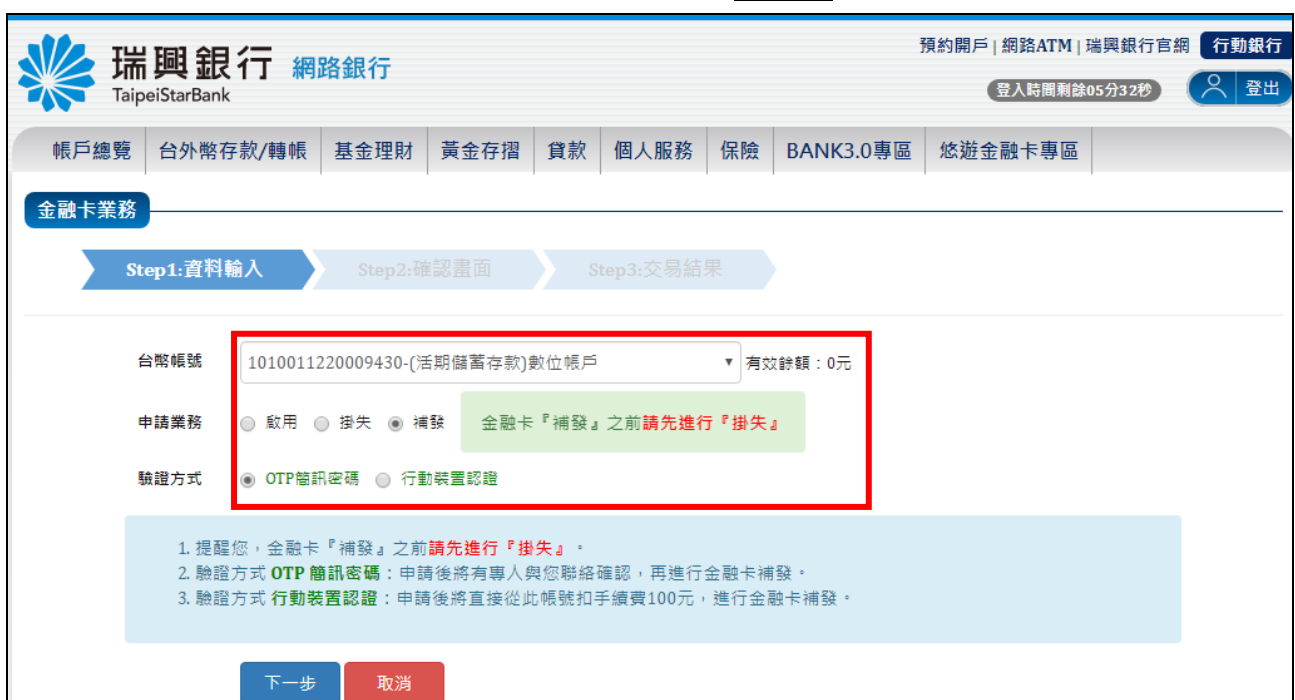 預約開戶 | 網路ATM | 瑞興銀行官網 行動銀行
瑞興銀行 網路銀行
TaipeiStarBank
登入時間剩餘05分32秒 登出
帳戶總覽 台外幣存款/轉帳 基金理財 黃金存摺 貸款 個人服務 保險 BANK3.0專區 悠遊金融卡專區
金融卡業務
Step1:資料輸入 Step2:確認畫面 Step3:交易結果
台幣帳號 1010011220009430-(活期儲蓄存款)數位帳戶 有效餘額：0元
申請業務 啟用 掛失 補發 金融卡『補發』之前請先進行『掛失』
驗證方式 OTP簡訊密碼 行動裝置認證
1. 提醒您，金融卡『補發』之前請先進行『掛失』。
2. 驗證方式 OTP 簡訊密碼：申請後將有專人與您聯絡確認，再進行金融卡補發。
3. 驗證方式 行動裝置認證：申請後將直接從此帳號扣手續費100元，進行金融卡補發。
下一步 取消